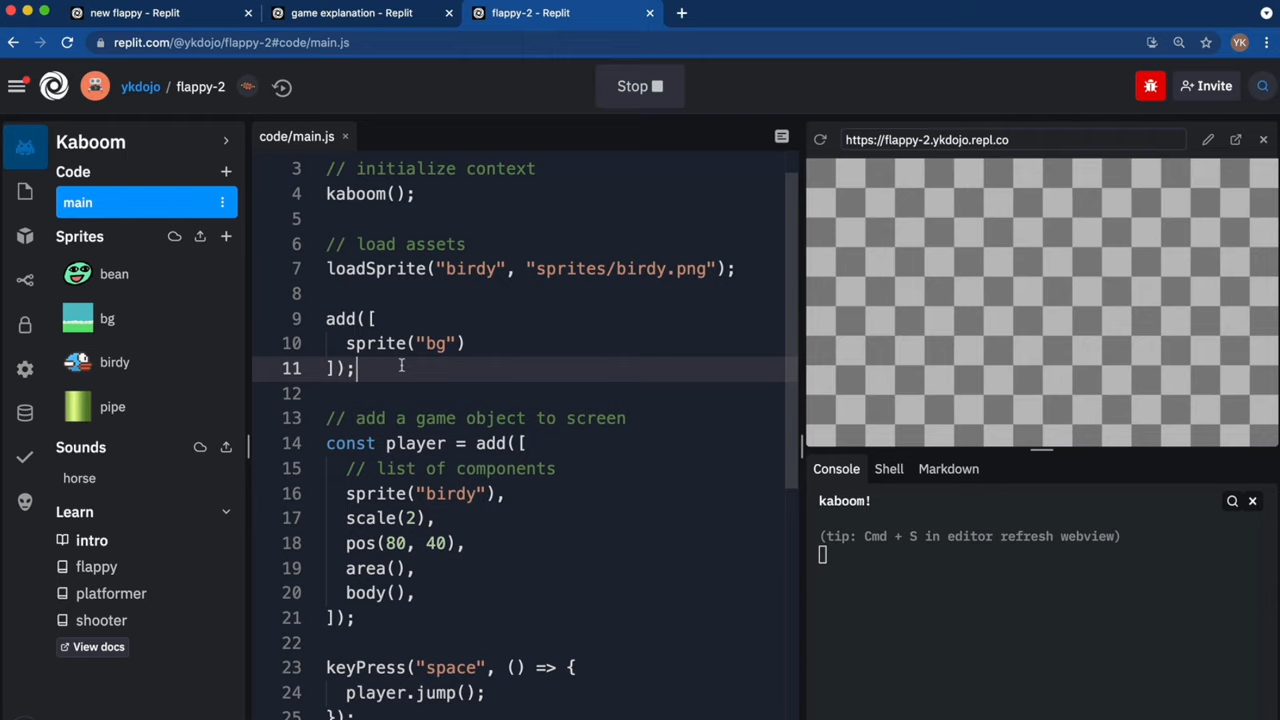 new flappy - Replit
game explanation - Replit
flappy-2 - Replit
replit.com/@ykdojo/flappy-2#code/main.js
YK
ykdojo / flappy-2
Stop
Invite
Kaboom
Code
main
Sprites
bean
bg
birdy
pipe
Sounds
horse
Learn
intro
flappy
platformer
shooter
View docs
code/main.js
3 // initialize context
4 kaboom();
5
6 // load assets
7 loadSprite("birdy", "sprites/birdy.png");
8
9 add([
10 sprite("bg")
11 ]);
12
13 // add a game object to screen
14 const player = add([
15 // list of components
16 sprite("birdy"),
17 scale(2),
18 pos(80, 40),
19 area(),
20 body(),
21 ]);
22
23 keyPress("space", () => {
24 player.jump();
25 });
https://flappy-2.ykdojo.repl.co
Console
Shell
Markdown
kaboom!
(tip: Cmd + S in editor refresh webview)